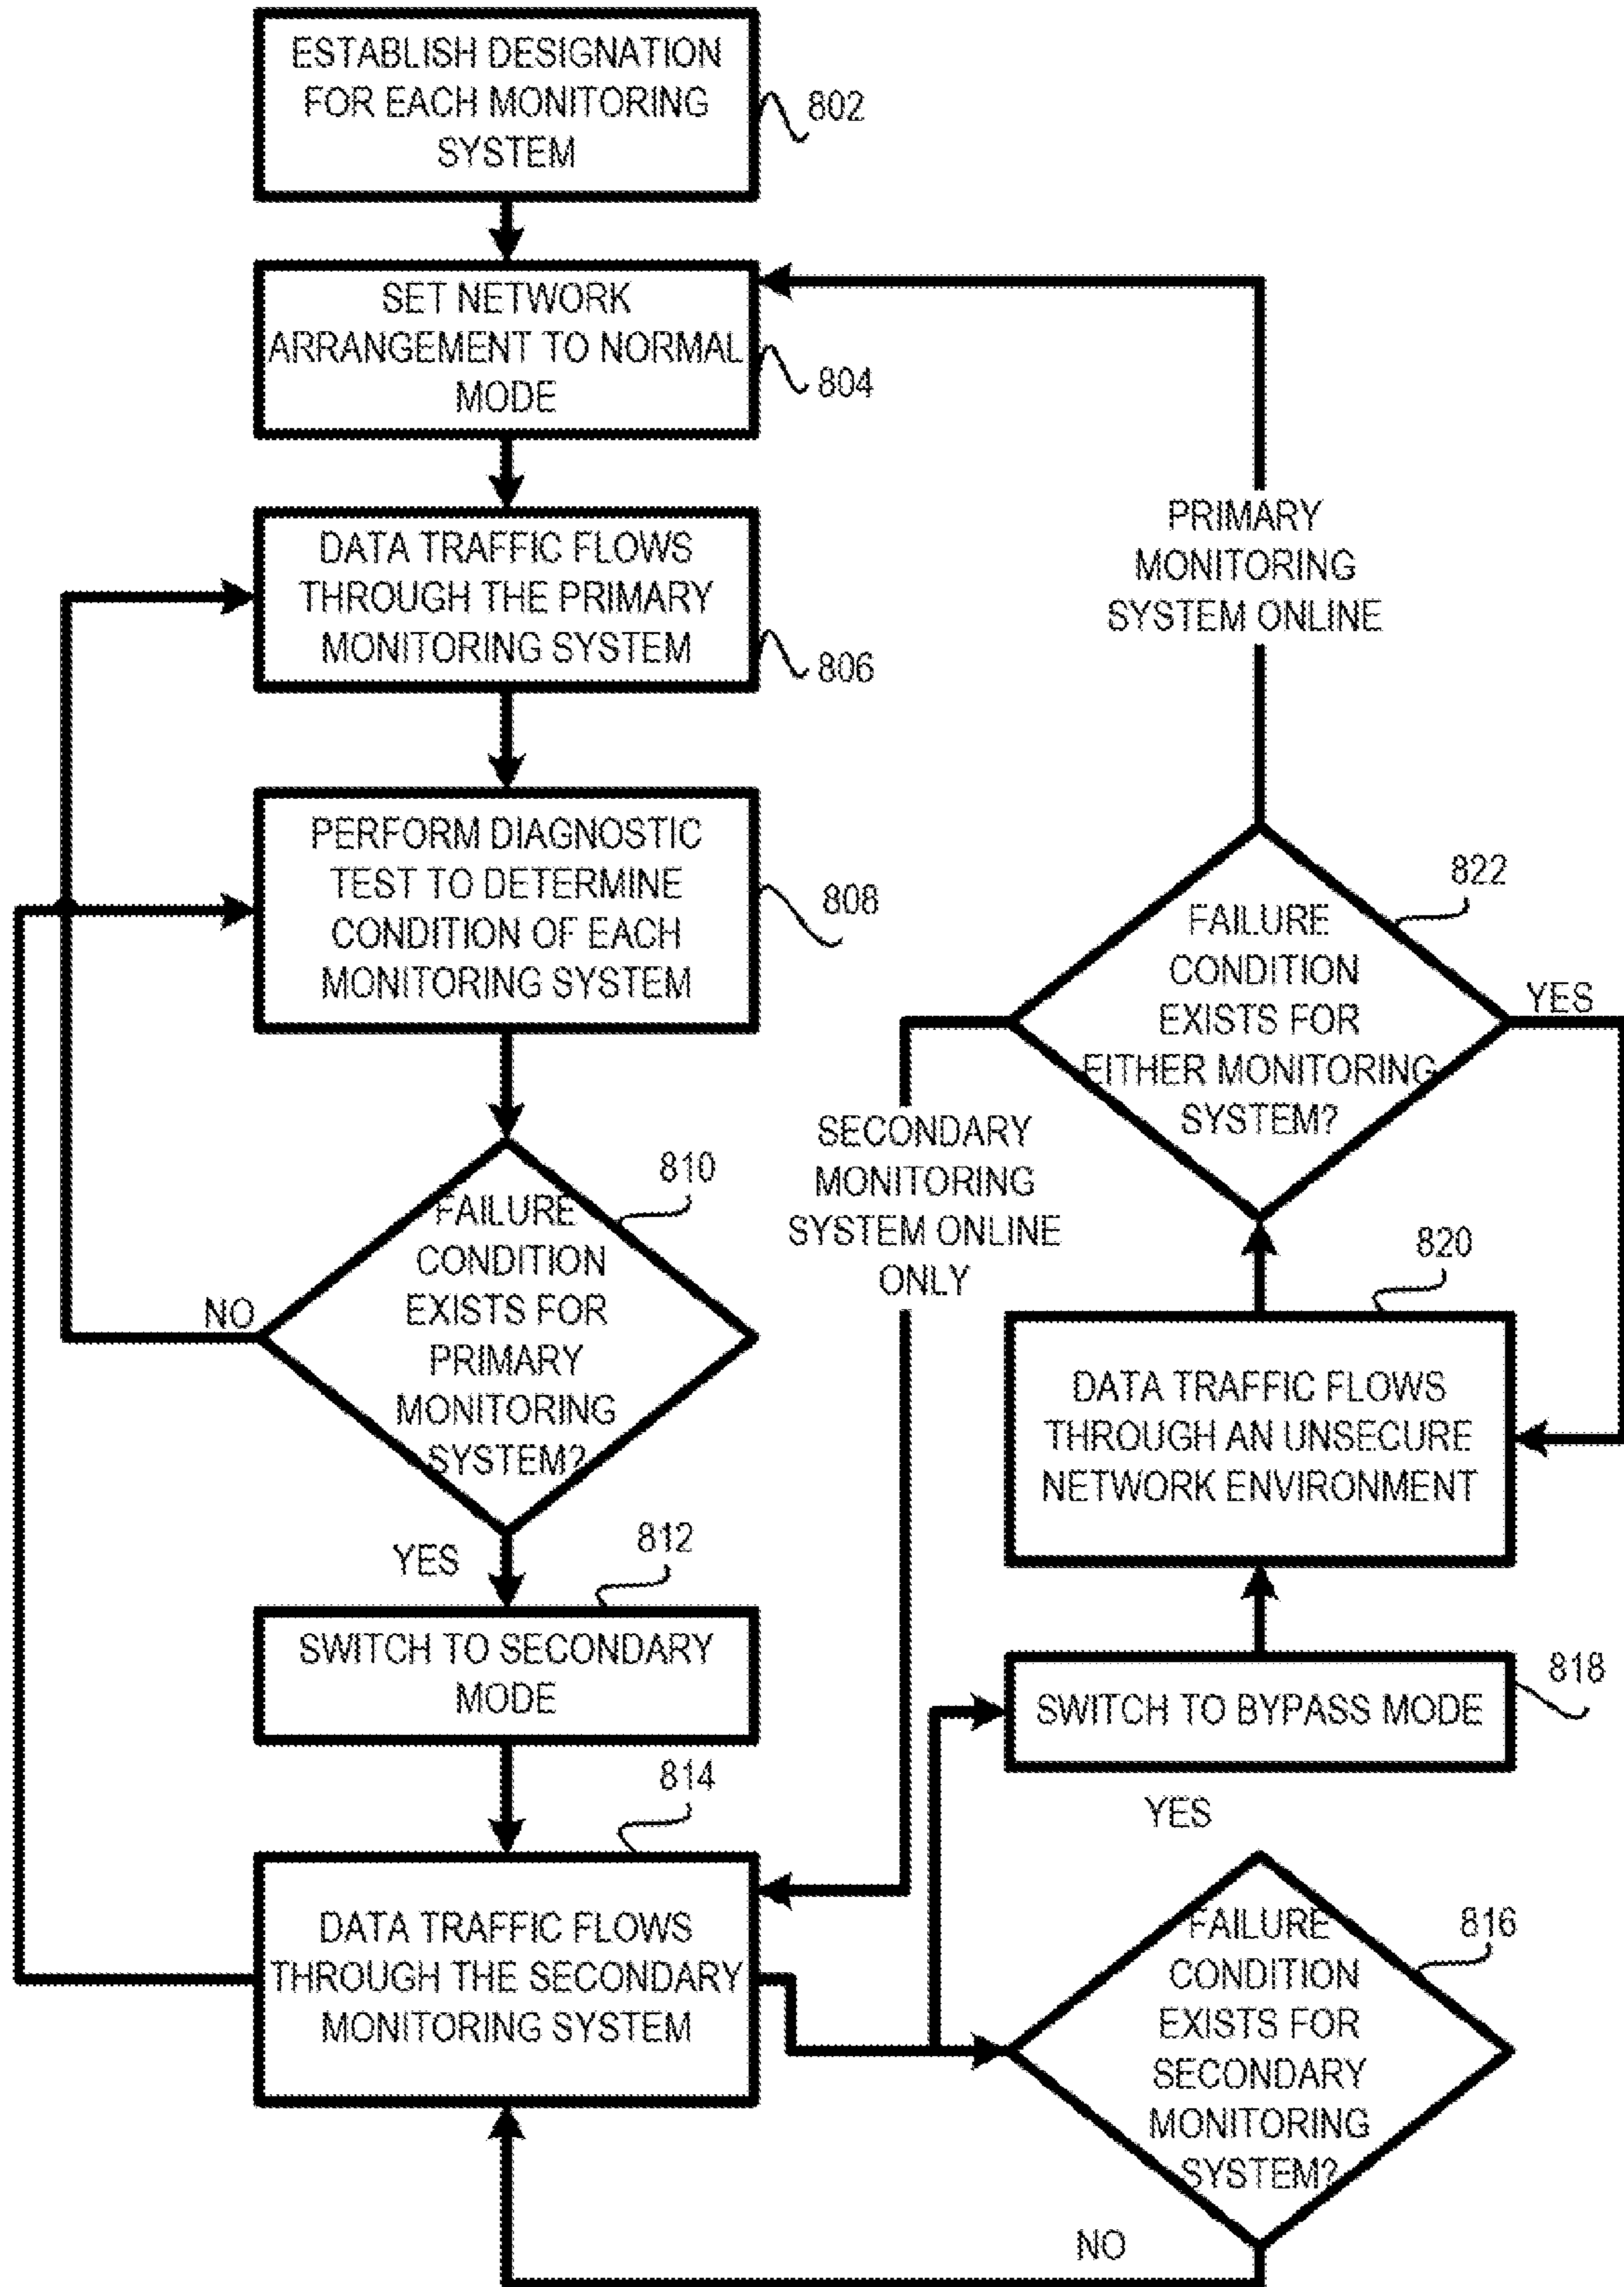 ESTABLISH DESIGNATION
FOR EACH MONITORING
SYSTEM
802
SET NETWORK
ARRANGEMENT TO NORMAL
MODE
804
DATA TRAFFIC FLOWS
THROUGH THE PRIMARY
MONITORING SYSTEM
806
PERFORM DIAGNOSTIC
TEST TO DETERMINE
CONDITION OF EACH
MONITORING SYSTEM
808
810
FAILURE
CONDITION
EXISTS FOR
PRIMARY
MONITORING
SYSTEM?
NO
YES
812
SWITCH TO SECONDARY
MODE
814
DATA TRAFFIC FLOWS
THROUGH THE SECONDARY
MONITORING SYSTEM
816
FAILURE
CONDITION
EXISTS FOR
SECONDARY
MONITORING
SYSTEM?
NO
YES
818
SWITCH TO BYPASS MODE
820
DATA TRAFFIC FLOWS
THROUGH AN UNSECURE
NETWORK ENVIRONMENT
822
FAILURE
CONDITION
EXISTS FOR
EITHER MONITORING
SYSTEM?
YES
SECONDARY
MONITORING
SYSTEM ONLINE
ONLY
PRIMARY
MONITORING
SYSTEM ONLINE